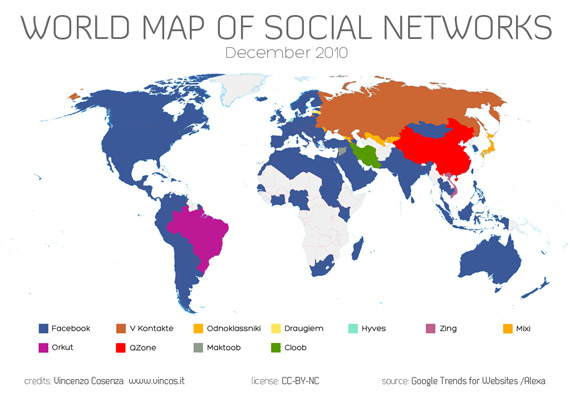 WORLD MAP OF SOCIAL NETWORKS
December 2010
Facebook V Kontakte Odnoklassniki Draugiem Hyves Zing Mixi
Orkut QZone Maktoob Cloob
credits: Vincenzo Cosenza www.vincos.it license: CC-BY-NC source: Google Trends for Websites /Alexa